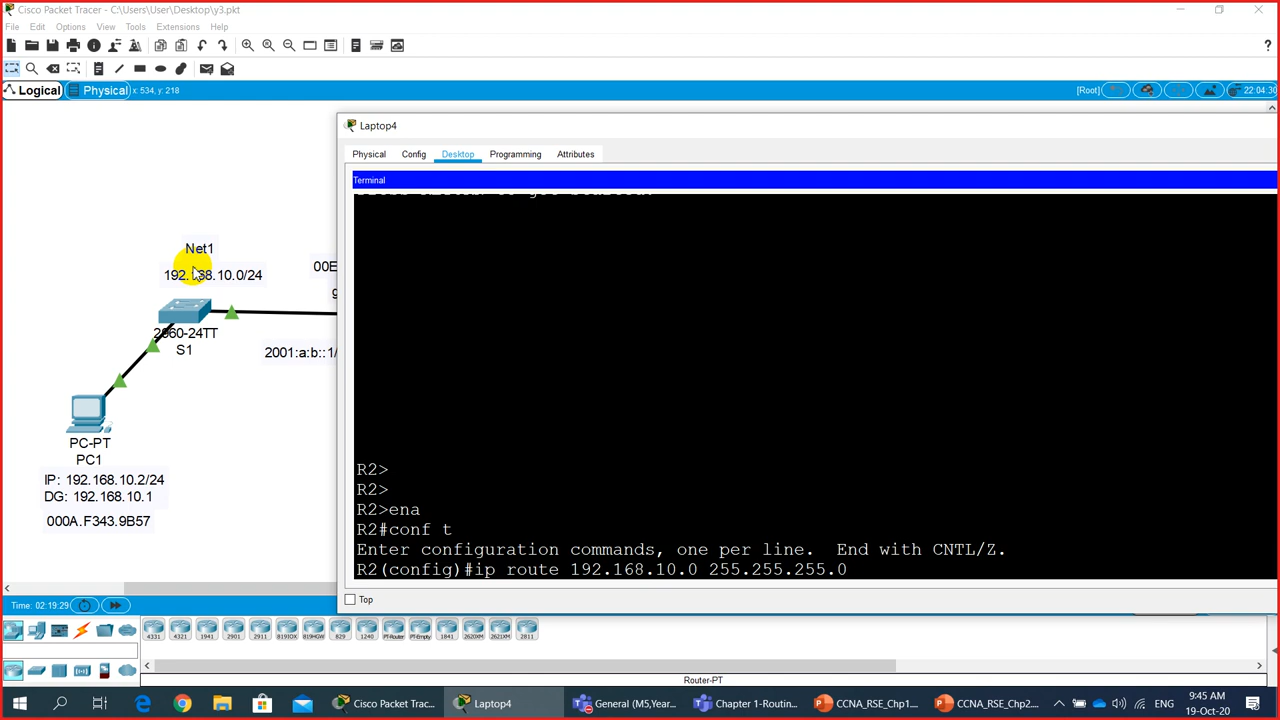 Cisco Packet Tracer - C:\Users\User\Desktop\y3.pkt
File Edit Options View Tools Extensions Help
?
Logical Physical x: 534, y: 218 [Root] 22:04:30
Laptop4
Physical Config Desktop Programming Attributes
Terminal
Net1
192.168.10.0/24
00E
g
2960-24TT
S1
2001:a:b::1/
PC-PT
PC1
IP: 192.168.10.2/24
DG: 192.168.10.1
000A.F343.9B57
R2>
R2>
R2>ena
R2#conf t
Enter configuration commands, one per line. End with CNTL/Z.
R2(config)#ip route 192.168.10.0 255.255.255.0
Top
Time: 02:19:29
4331 4321 1941 2901 2911 819IOX 819HGW 829 1240 PT-Router PT-Empty 1841 2620XM 2621XM 2811
Router-PT
Cisco Packet Trac... Laptop4 General (M5,Year... Chapter 1-Routin... CCNA_RSE_Chp1... CCNA_RSE_Chp2... ENG 9:45 AM
19-Oct-20